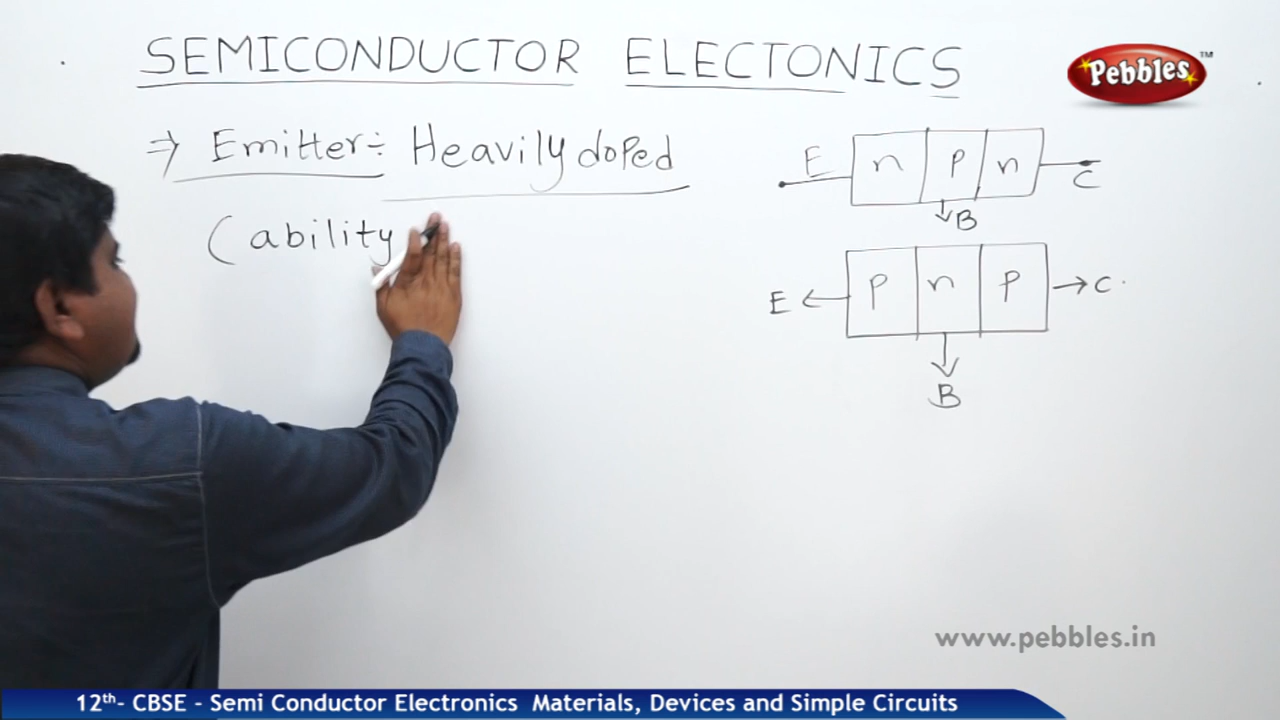 SEMICONDUCTOR ELECTONICS
Pebbles™
⇒ Emitter÷ Heavily doped
(ability
E n p n C
B
E p n p C
B
www.pebbles.in
12th- CBSE - Semi Conductor Electronics Materials, Devices and Simple Circuits